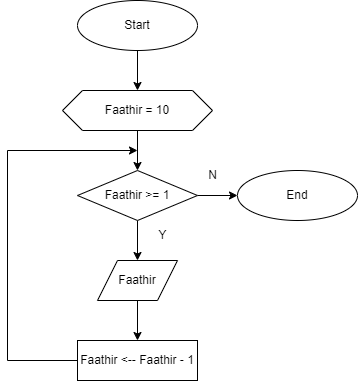 Start
Faathir = 10
Faathir >= 1
N
End
Y
Faathir
Faathir <-- Faathir - 1